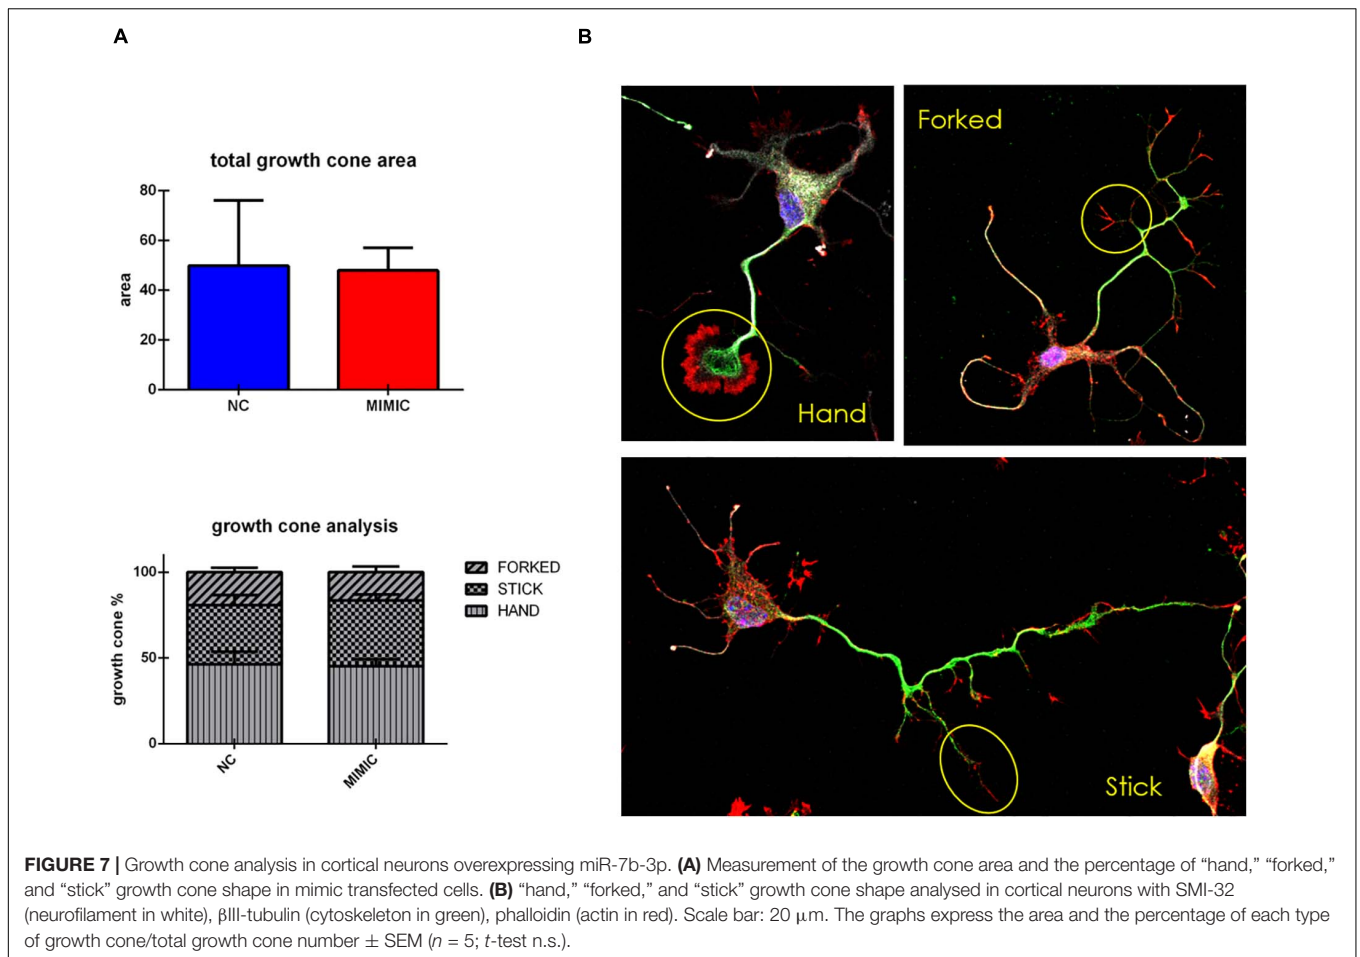 A
total growth cone area
80
60
40
20
0
area
NC
MIMIC
growth cone analysis
100
50
0
growth cone %
NC
MIMIC
FORKED
STICK
HAND
B
Hand
Forked
Stick
FIGURE 7 | Growth cone analysis in cortical neurons overexpressing miR-7b-3p. (A) Measurement of the growth cone area and the percentage of “hand,” “forked,”
and “stick” growth cone shape in mimic transfected cells. (B) “hand,” “forked,” and “stick” growth cone shape analysed in cortical neurons with SMI-32
(neurofilament in white), βIII-tubulin (cytoskeleton in green), phalloidin (actin in red). Scale bar: 20 μm. The graphs express the area and the percentage of each type
of growth cone/total growth cone number ± SEM (n = 5; t-test n.s.).